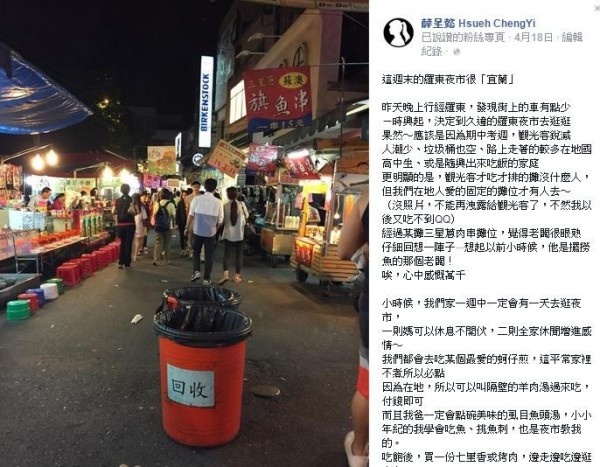 薛呈懿 Hsueh ChengYi
已說讚的粉絲專頁 · 4月18日 · 編輯
紀錄 ·
這週末的羅東夜市很「宜蘭」
昨天晚上行經羅東，發現街上的車有點少
一時興起，決定到久違的羅東夜市去逛逛
果然～應該是因為期中考週，觀光客銳減
人潮少、垃圾桶也空、路上走著的較多在地國
高中生、或是隨興出來吃飯的家庭
更明顯的是，觀光客才吃才排的攤沒什麼人，
但我們在地人愛的固定的攤位才有人去～
（沒照片，不能再洩露給觀光客了，不然我以
後又吃不到QQ）
經過某攤三星蔥肉串攤位，覺得老闆很眼熟
仔細回想一陣子…想起以前小時候，他是擺撈
魚的那個老闆！
唉，心中感慨萬千
小時候，我們家一週中一定會有一天去逛夜
市，
一則媽可以休息不開伙，二則全家休閒增進感
情～
我們都會去吃某個最愛的蚵仔煎，這平常家裡
不煮所以必點
因為在地，所以可以叫隔壁的羊肉湯過來吃，
付錢即可
而且我爸一定會點碗美味的虱目魚頭湯，小小
年紀的我學會吃魚、挑魚刺，也是夜市教我
的。
吃飽後，買一份七里香或烤肉，邊走邊吃邊逛
BIRKENSTOCK
三星蔥
蘇澳
旗魚串
回收